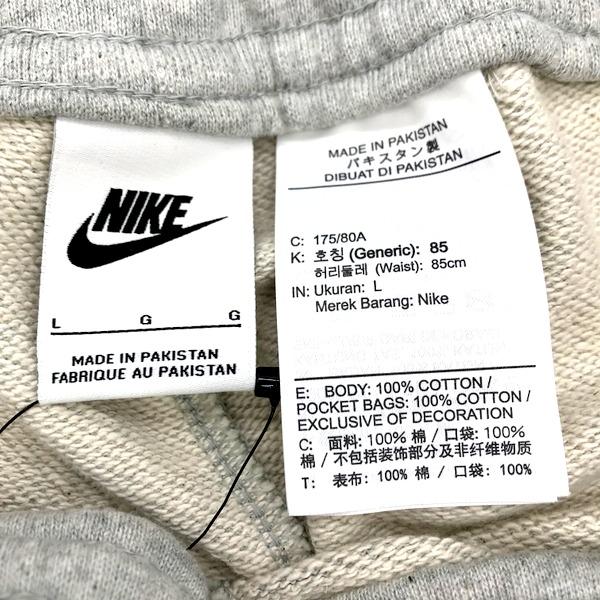 NIKE
L G G
MADE IN PAKISTAN
FABRIQUE AU PAKISTAN
MADE IN PAKISTAN
パキスタン製
DIBUAT DI PAKISTAN
C: 175/80A
K: 호칭 (Generic): 85
허리둘레 (Waist): 85cm
IN: Ukuran: L
Merek Barang: Nike
E: BODY: 100% COTTON /
POCKET BAGS: 100% COTTON /
EXCLUSIVE OF DECORATION
C: 面料: 100% 棉 / 口袋: 100%
棉 / 不包括装饰部分及非纤维物质
T: 表布: 100% 棉 / 口袋: 100%